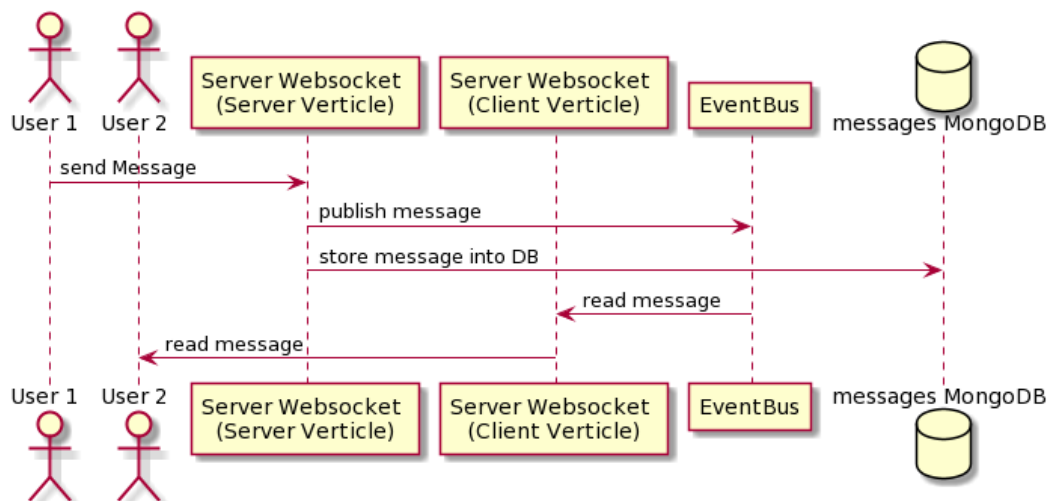 User 1
User 2
Server Websocket
(Server Verticle)
Server Websocket
(Client Verticle)
EventBus
messages MongoDB
send Message
publish message
store message into DB
read message
read message
User 1
User 2
Server Websocket
(Server Verticle)
Server Websocket
(Client Verticle)
EventBus
messages MongoDB